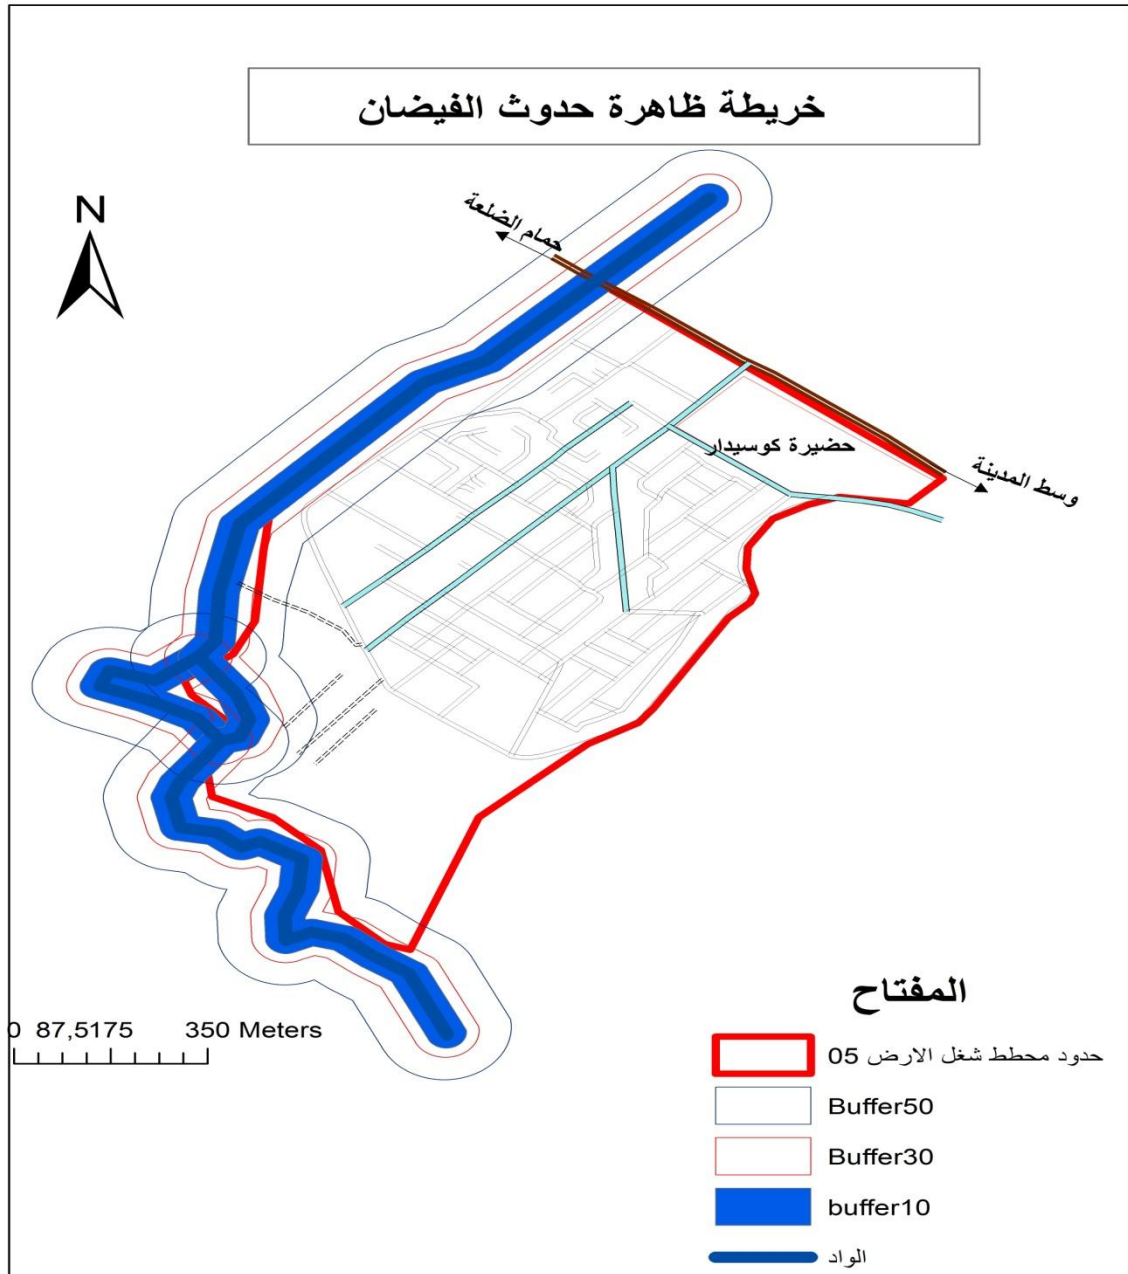 خريطة ظاهرة حدوث الفيضان
N
حمام الضلعة
حضيرة كوسيدار
وسط المدينة
المفتاح
0 87,5175 350 Meters
حدود محطط شغل الارض 05
Buffer50
Buffer30
buffer10
الواد